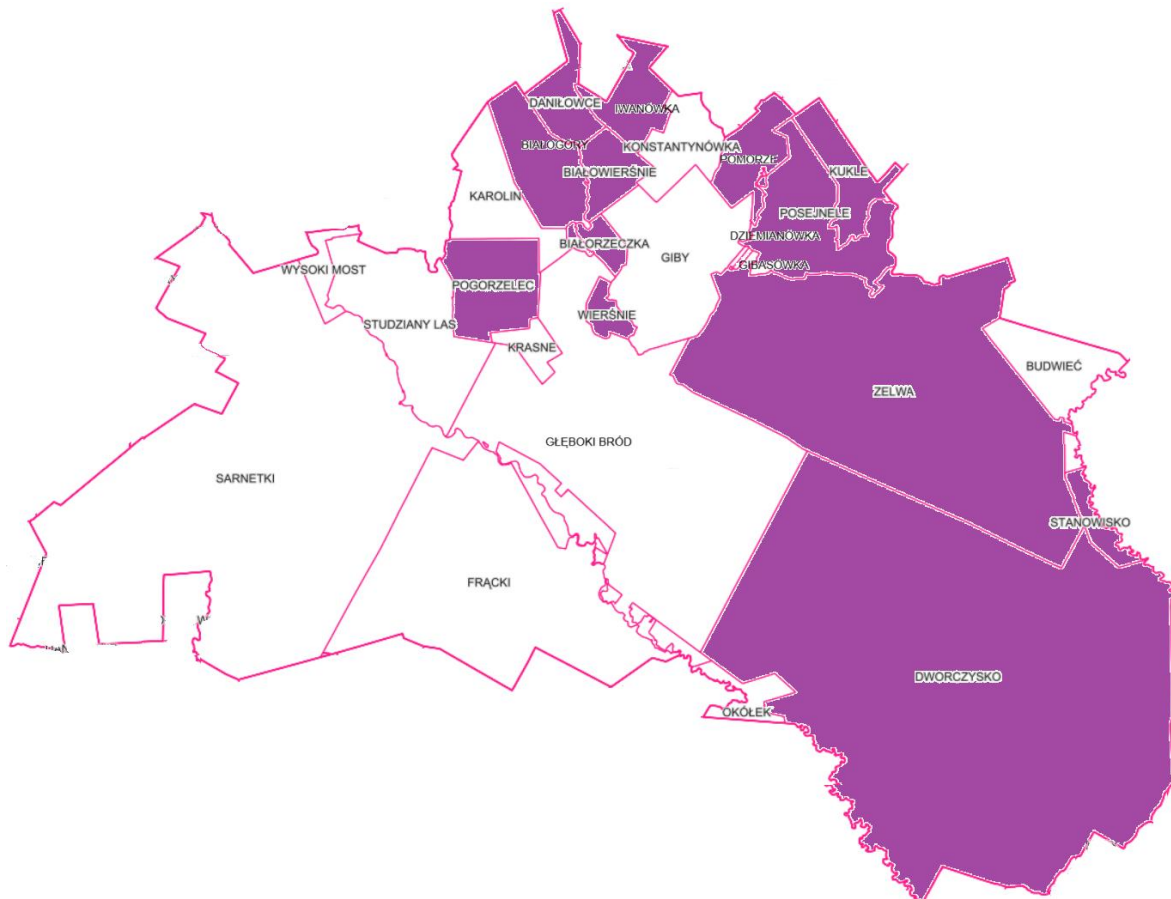 DANIŁOWCE
IWANÓWKA
BIAŁOGÓRY
KONSTANTYNÓWKA
POMORZE
BIAŁOWIERŚNIE
KUKLE
KAROLIN
POSEJNELE
DZIEMIANÓWKA
BIAŁORZECZKA
GIBY
GIBASÓWKA
WYSOKI MOST
POGORZELEC
WIERŚNIE
STUDZIANY LAS
KRASNE
BUDWIEĆ
ZELWA
GŁĘBOKI BRÓD
SARNETKI
STANOWISKO
FRĄCKI
DWORCZYSKO
OKÓŁEK